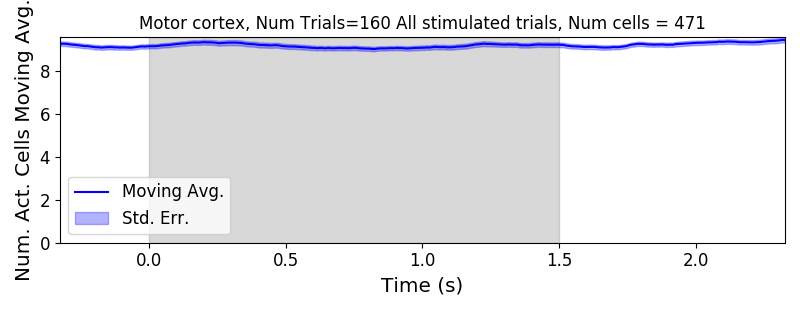 Motor cortex, Num Trials=160 All stimulated trials, Num cells = 471
Num. Act. Cells Moving Avg.
8
6
4
2
0
Moving Avg.
Std. Err.
0.0 0.5 1.0 1.5 2.0
Time (s)